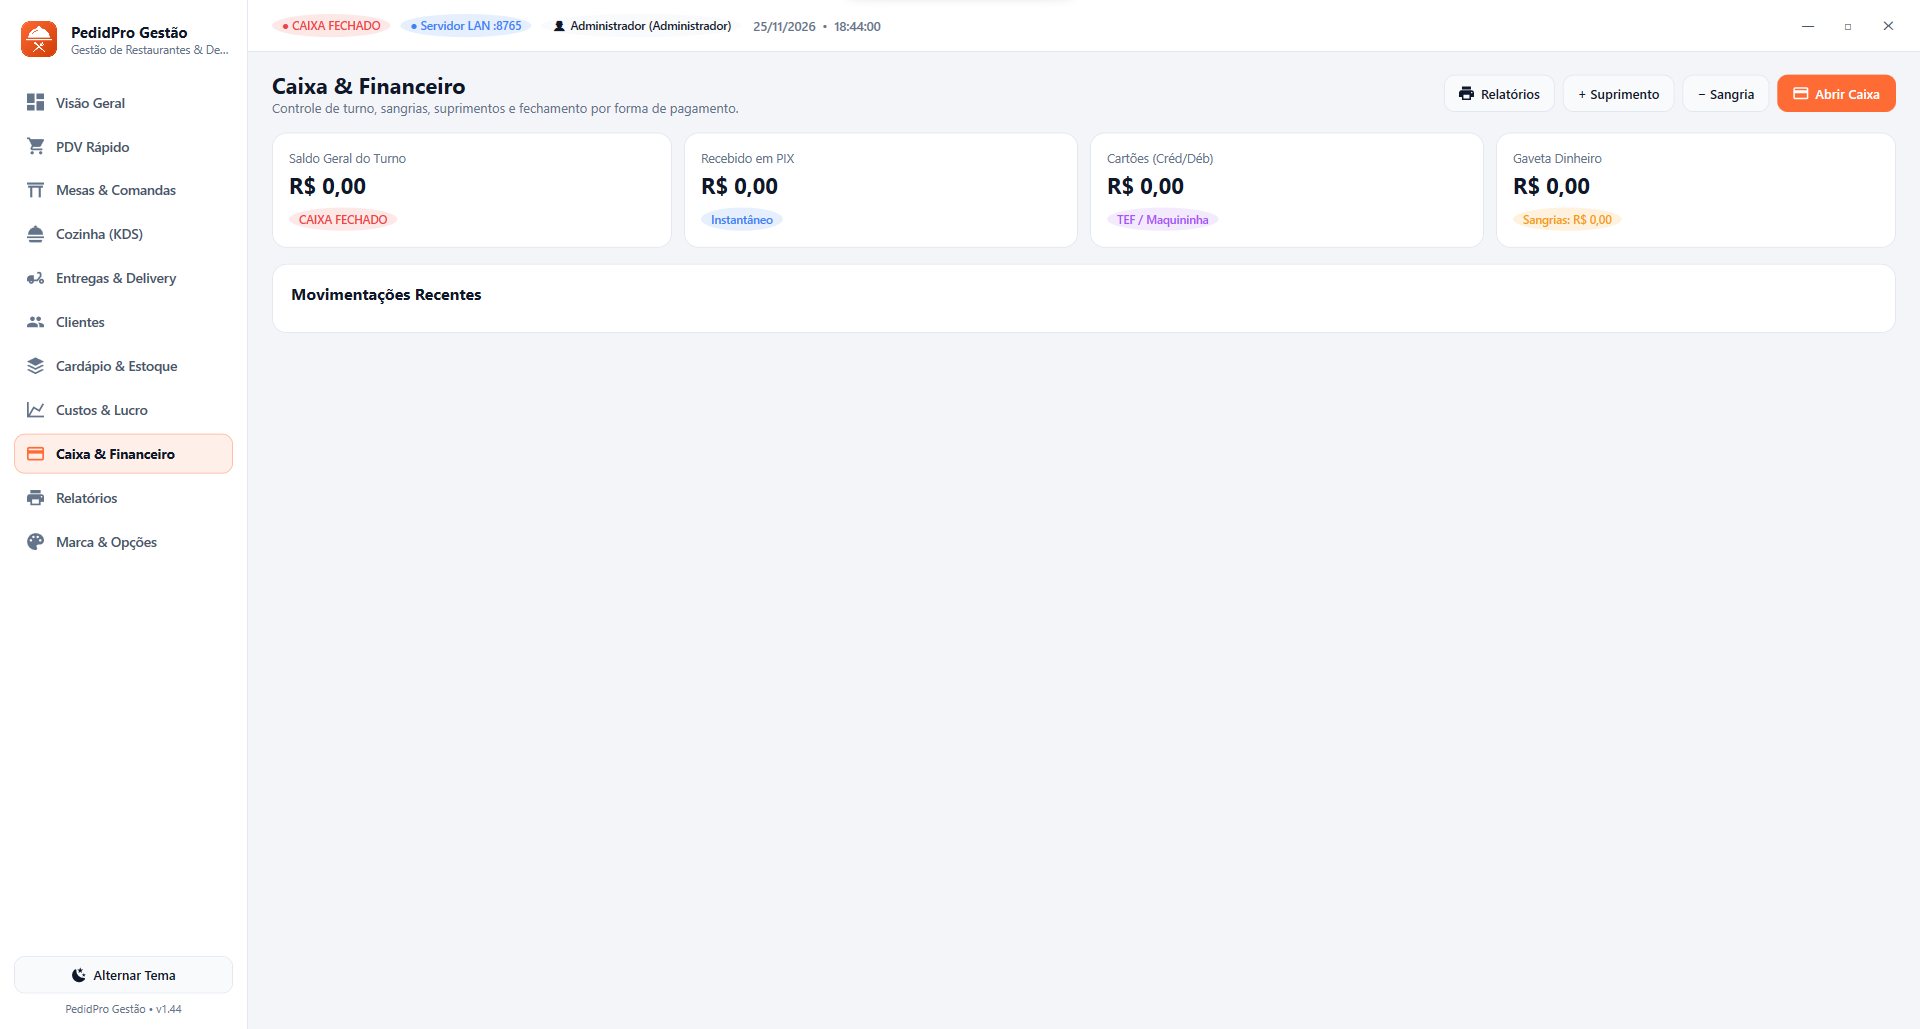 PedidPro Gestão
Gestão de Restaurantes & De...
Visão Geral
PDV Rápido
Mesas & Comandas
Cozinha (KDS)
Entregas & Delivery
Clientes
Cardápio & Estoque
Custos & Lucro
Caixa & Financeiro
Relatórios
Marca & Opções
Alternar Tema
PedidPro Gestão • v1.44
● CAIXA FECHADO ● Servidor LAN :8765 Administrador (Administrador) 25/11/2026 • 18:44:00
Caixa & Financeiro
Controle de turno, sangrias, suprimentos e fechamento por forma de pagamento.
Relatórios + Suprimento − Sangria Abrir Caixa
Saldo Geral do Turno
R$ 0,00
CAIXA FECHADO
Recebido em PIX
R$ 0,00
Instantâneo
Cartões (Créd/Déb)
R$ 0,00
TEF / Maquininha
Gaveta Dinheiro
R$ 0,00
Sangrias: R$ 0,00
Movimentações Recentes